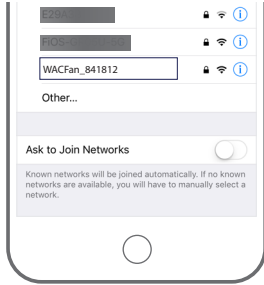 WACFan_841812
Other...
Ask to Join Networks
Known networks will be joined automatically. If no known
networks are available, you will have to manually select a
network.